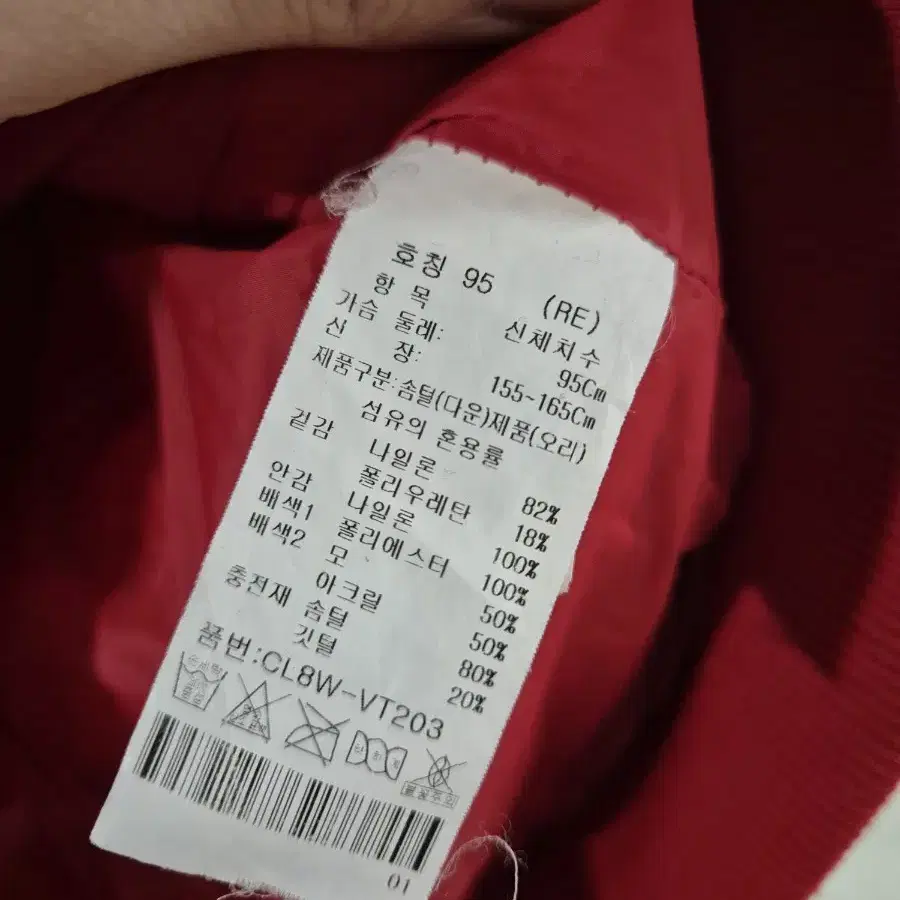 호칭 95 (RE)
항 목 신체치수
가슴 둘레: 95Cm
신 장: 155~165Cm
제품구분:솜털(다운)제품(오리)
섬유의 혼용률
겉감 나일론 82%
폴리우레탄 18%
안감 나일론 100%
배색1 폴리에스터 100%
배색2 모 50%
아크릴 50%
충전재 솜털 80%
깃털 20%
품번:CL8W-VT203
01